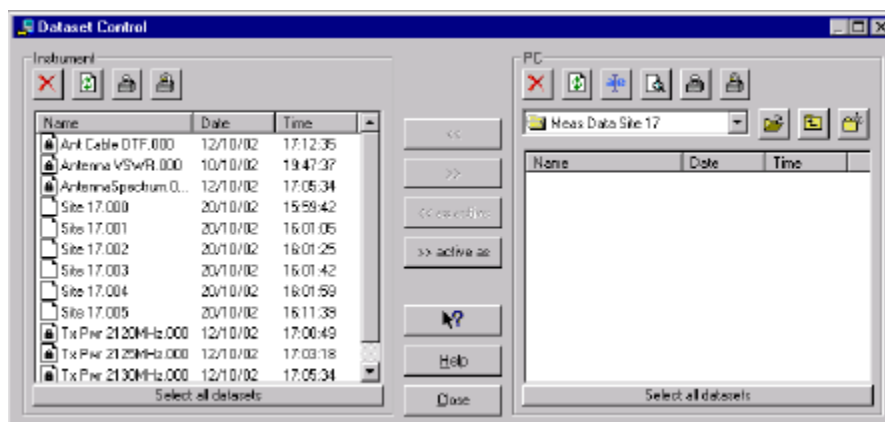 Dataset Control
Instrument
Name Date Time
Ant Cable DTF.000 12/10/02 17:12:35
Antenna VSWR.000 10/10/02 19:47:37
AntennaSpectrum.0... 12/10/02 17:05:34
Site 17.000 20/10/02 15:59:42
Site 17.001 20/10/02 16:01:05
Site 17.002 20/10/02 16:01:25
Site 17.003 20/10/02 16:01:42
Site 17.004 20/10/02 16:01:59
Site 17.005 20/10/02 16:11:39
Tx Pwr 2120MHz.000 12/10/02 17:00:49
Tx Pwr 2125MHz.000 12/10/02 17:03:18
Tx Pwr 2130MHz.000 12/10/02 17:05:34
Select all datasets
<<
>>
<<
>> active as
?
Help
Close
PC
Meas Data Site 17
Name Date Time
Select all datasets